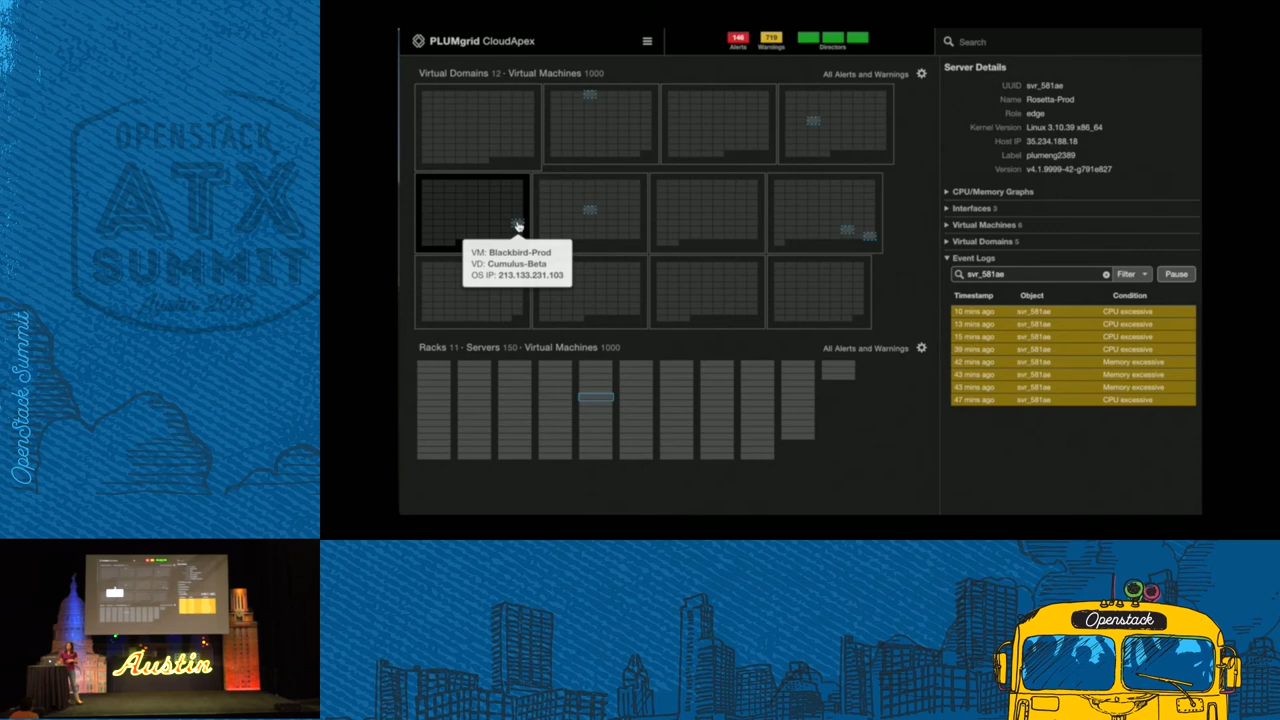 OPENSTACK
ATX
SUMMIT
Austin 2016
OpenStack Summit
PLUMgrid CloudApex
146
Alerts
719
Warnings
Directors
Search
Virtual Domains 12 · Virtual Machines 1000
All Alerts and Warnings
VM: Blackbird-Prod
VD: Cumulus-Beta
OS IP: 213.133.231.103
Racks 11 · Servers 150 · Virtual Machines 1000
All Alerts and Warnings
Server Details
UUID svr_581ae
Name Rosetta-Prod
Role edge
Kernel Version Linux 3.10.39 x86_64
Host IP 35.234.188.18
Label plumeng2389
Version v4.1.9999-42-g791e827
CPU/Memory Graphs
Interfaces 3
Virtual Machines 6
Virtual Domains 5
Event Logs
svr_581ae Filter Pause
Timestamp Object Condition
10 mins ago svr_581ae CPU excessive
13 mins ago svr_581ae CPU excessive
15 mins ago svr_581ae CPU excessive
39 mins ago svr_581ae CPU excessive
42 mins ago svr_581ae Memory excessive
43 mins ago svr_581ae Memory excessive
43 mins ago svr_581ae Memory excessive
47 mins ago svr_581ae CPU excessive
Austin
Openstack